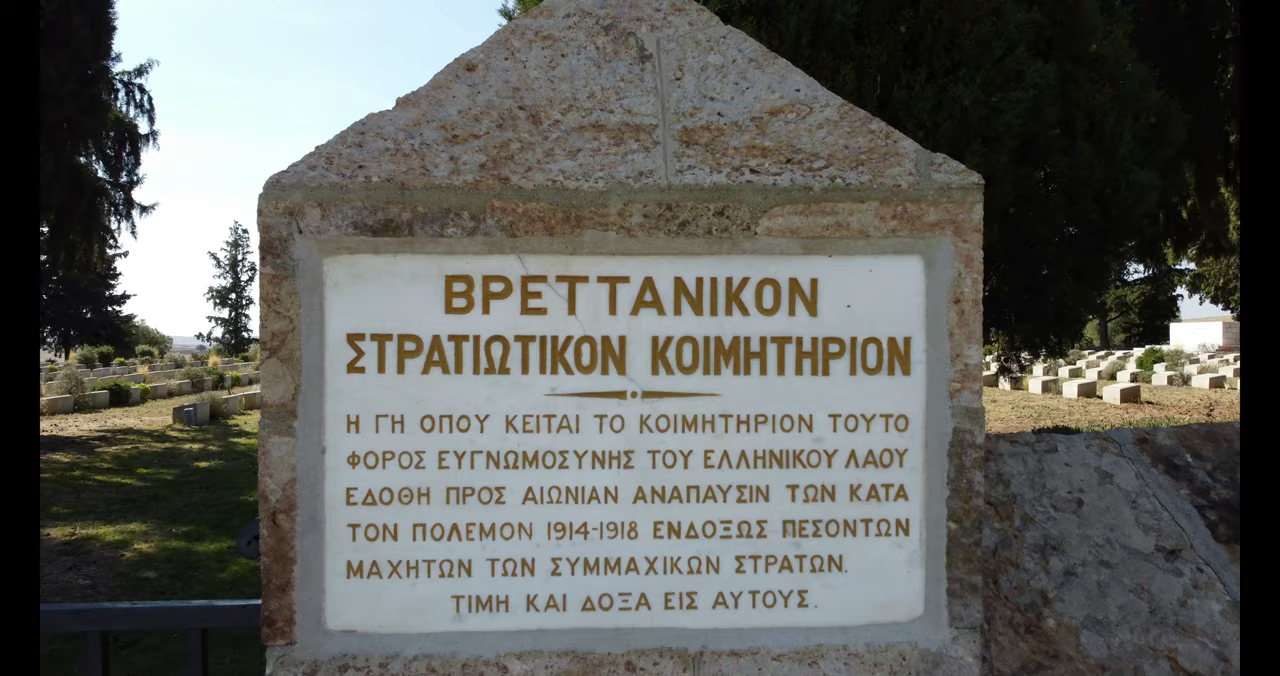 ΒΡΕΤΤΑΝΙΚΟΝ
ΣΤΡΑΤΙΩΤΙΚΟΝ ΚΟΙΜΗΤΗΡΙΟΝ
Η ΓΗ ΟΠΟΥ ΚΕΙΤΑΙ ΤΟ ΚΟΙΜΗΤΗΡΙΟΝ ΤΟΥΤΟ
ΦΟΡΟΣ ΕΥΓΝΩΜΟΣΥΝΗΣ ΤΟΥ ΕΛΛΗΝΙΚΟΥ ΛΑΟΥ
ΕΔΟΘΗ ΠΡΟΣ ΑΙΩΝΙΑΝ ΑΝΑΠΑΥΣΙΝ ΤΩΝ ΚΑΤΑ
ΤΟΝ ΠΟΛΕΜΟΝ 1914-1918 ΕΝΔΟΞΩΣ ΠΕΣΟΝΤΩΝ
ΜΑΧΗΤΩΝ ΤΩΝ ΣΥΜΜΑΧΙΚΩΝ ΣΤΡΑΤΩΝ.
ΤΙΜΗ ΚΑΙ ΔΟΞΑ ΕΙΣ ΑΥΤΟΥΣ.